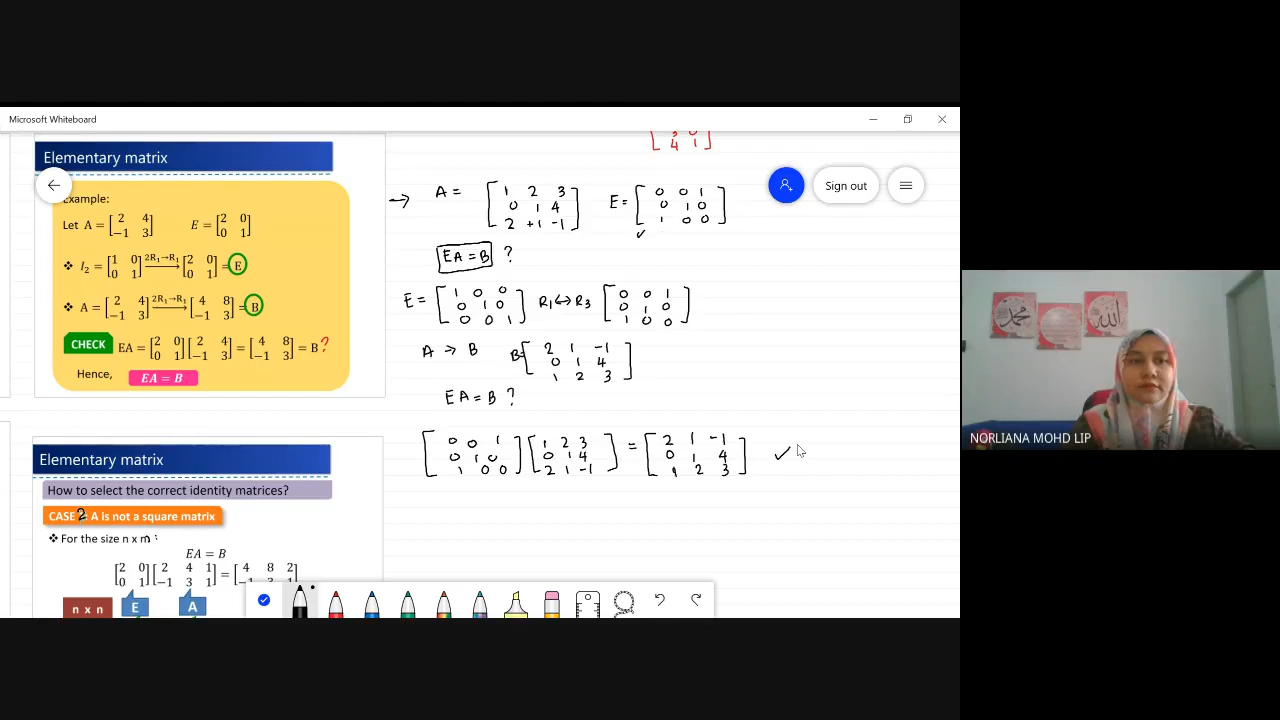 Microsoft Whiteboard
Elementary matrix
Example:
Let A = [2 4; −1 3] E = [2 0; 0 1]
❖ I₂ = [1 0; 0 1] 2R₁→R₁ [2 0; 0 1] = E
❖ A = [2 4; −1 3] 2R₁→R₁ [4 8; −1 3] = B
CHECK EA = [2 0; 0 1][2 4; −1 3] = [4 8; −1 3] = B ?
Hence, EA = B
Elementary matrix
How to select the correct identity matrices?
CASE 2 A is not a square matrix
❖ For the size n x m :
EA = B
[2 0; 0 1][2 4 1; −1 3 1] = [4 8 2; −1 3 1]
n x n E A
4 1
→ A = [1 2 3; 0 1 4; 2 +1 -1] E = [0 0 1; 0 1 0; 1 0 0]
✓
EA = B ?
E = [1 0 0; 0 1 0; 0 0 1] R₁ ↔ R₃ [0 0 1; 0 1 0; 1 0 0]
A → B B = [2 1 -1; 0 1 4; 1 2 3]
EA = B ?
[0 0 1; 0 1 0; 1 0 0][1 2 3; 0 1 4; 2 1 -1] = [2 1 -1; 0 1 4; 1 2 3] ✓
Sign out
NORLIANA MOHD LIP
محمد
الله